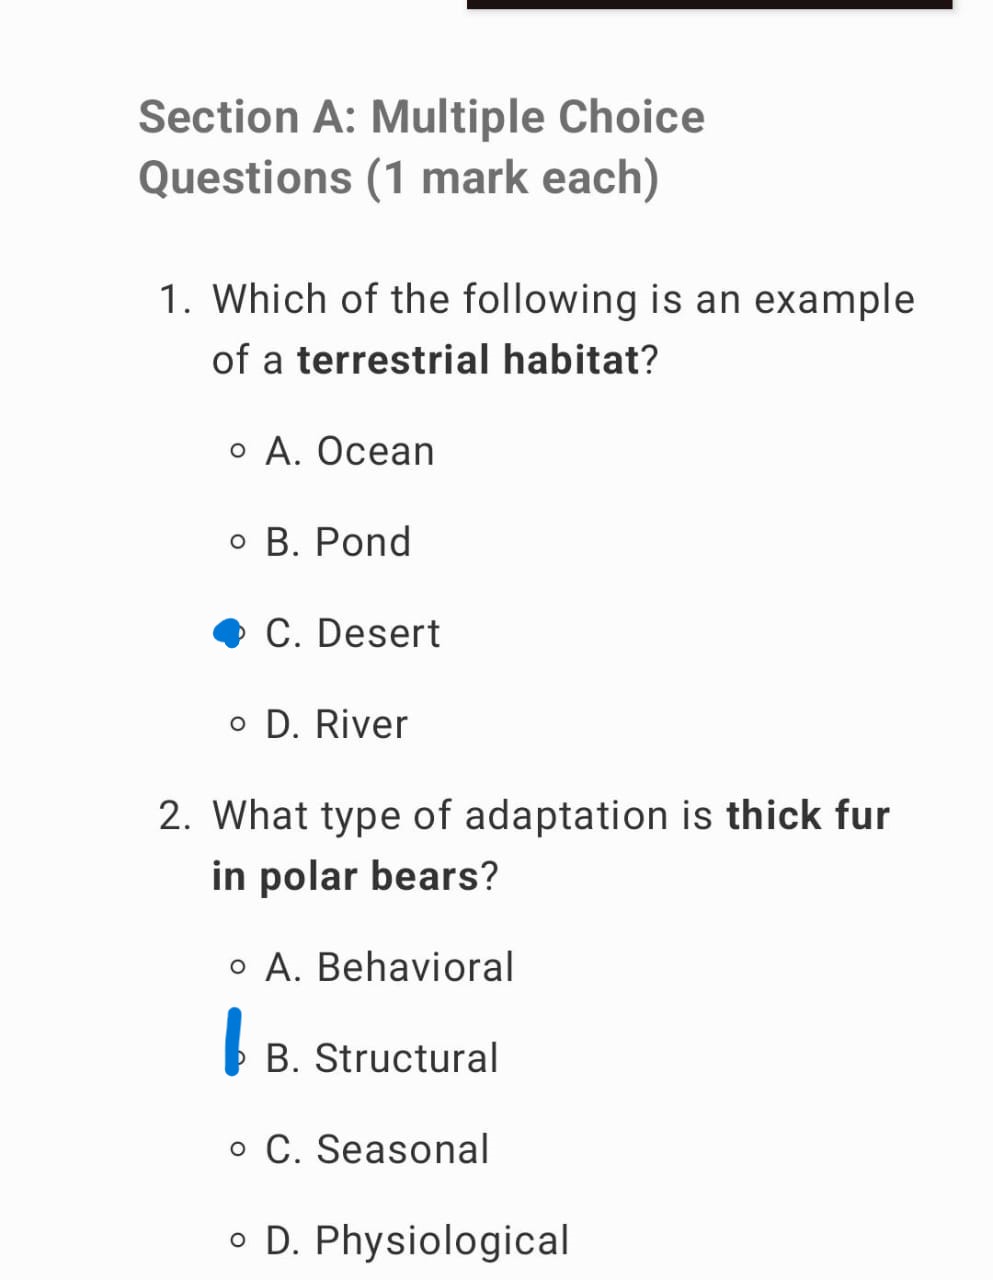 Section A: Multiple Choice
Questions (1 mark each)
1. Which of the following is an example
of a terrestrial habitat?
A. Ocean
B. Pond
C. Desert
D. River
2. What type of adaptation is thick fur
in polar bears?
A. Behavioral
B. Structural
C. Seasonal
D. Physiological